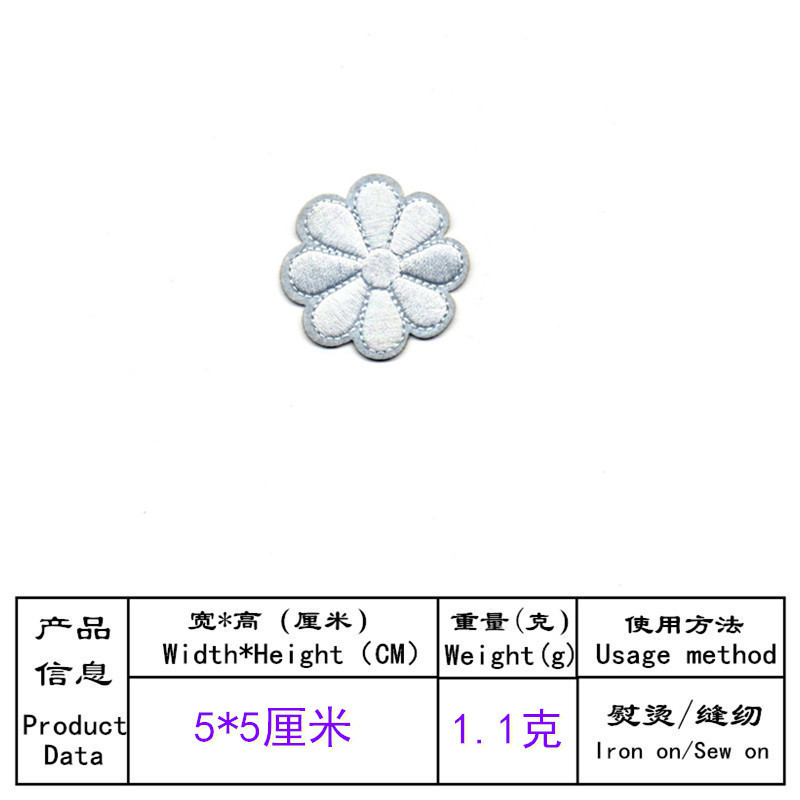 产品
信息
Product
Data
宽*高(厘米)
Width*Height(CM)
重量(克)
Weight(g)
使用方法
Usage method
5*5厘米
1.1克
熨烫/缝纫
Iron on/Sew on